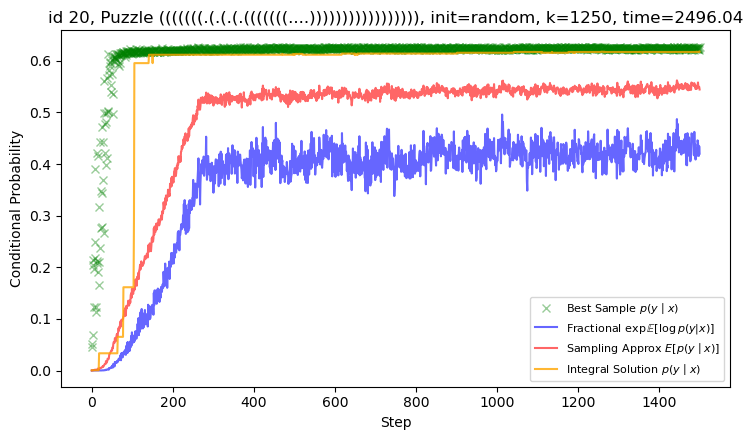 id 20, Puzzle (((((((.(.(.(.(((((((....))))))))))))))))), init=random, k=1250, time=2496.04
Conditional Probability
0.6
0.5
0.4
0.3
0.2
0.1
0.0
Best Sample p(y | x)
Fractional exp 𝔼[log p(y|x)]
Sampling Approx E[p(y | x)]
Integral Solution p(y | x)
0 200 400 600 800 1000 1200 1400
Step